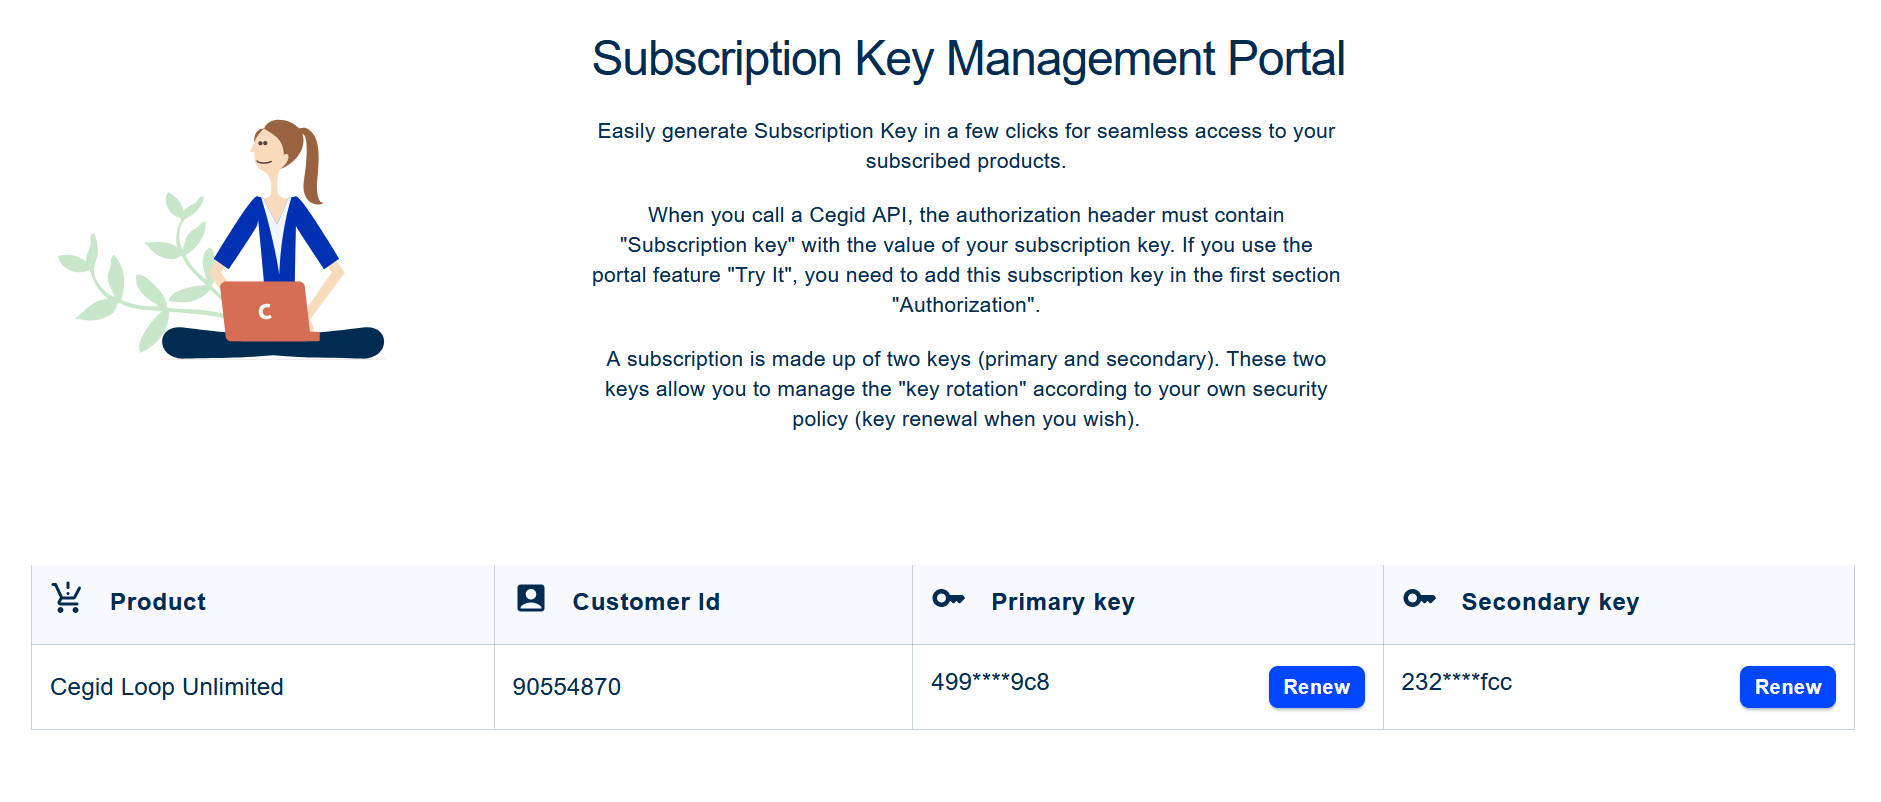 Subscription Key Management Portal
Easily generate Subscription Key in a few clicks for seamless access to your
subscribed products.
When you call a Cegid API, the authorization header must contain
"Subscription key" with the value of your subscription key. If you use the
portal feature "Try It", you need to add this subscription key in the first section
"Authorization".
A subscription is made up of two keys (primary and secondary). These two
keys allow you to manage the "key rotation" according to your own security
policy (key renewal when you wish).
C
Product Customer Id Primary key Secondary key
Cegid Loop Unlimited 90554870 499****9c8 Renew 232****fcc Renew